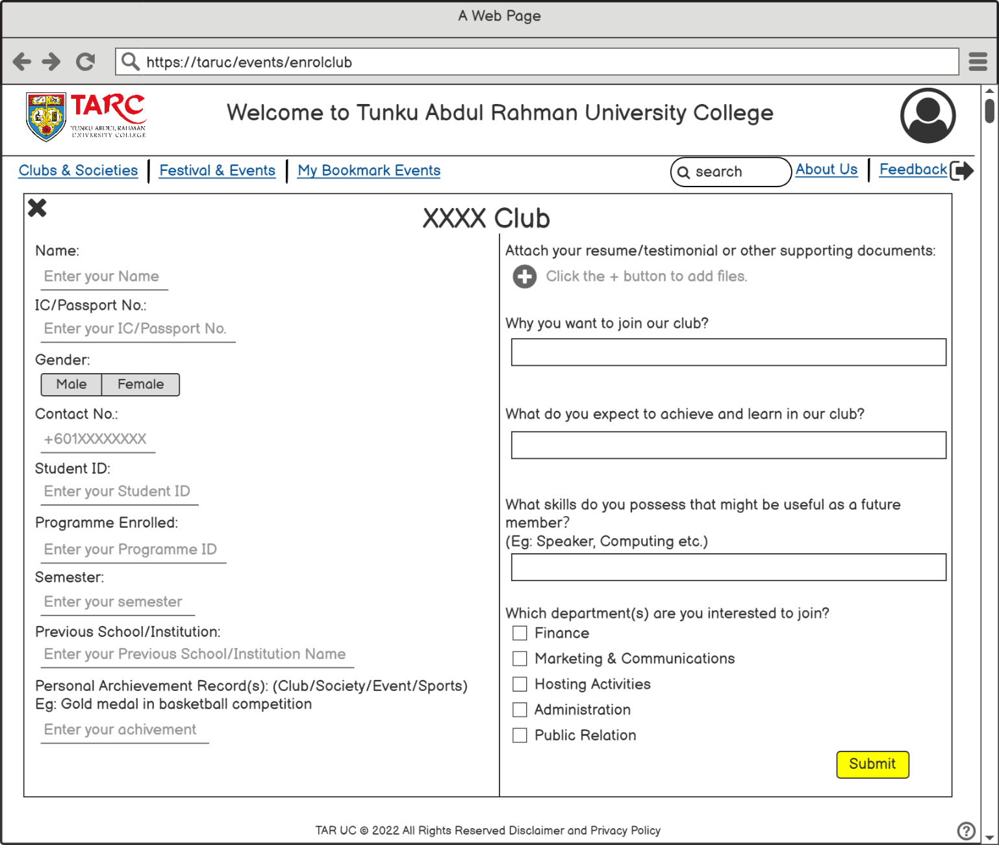 A Web Page
https://taruc/events/enrolclub
TARC
TUNKU ABDUL RAHMAN
UNIVERSITY COLLEGE
Welcome to Tunku Abdul Rahman University College
Clubs & Societies
Festival & Events
My Bookmark Events
search
About Us
Feedback
XXXX Club
Name:
Enter your Name
IC/Passport No.:
Enter your IC/Passport No.
Gender:
Male
Female
Contact No.:
+601XXXXXXXX
Student ID:
Enter your Student ID
Programme Enrolled:
Enter your Programme ID
Semester:
Enter your semester
Previous School/Institution:
Enter your Previous School/Institution Name
Personal Archievement Record(s): (Club/Society/Event/Sports)
Eg: Gold medal in basketball competition
Enter your achivement
Attach your resume/testimonial or other supporting documents:
Click the + button to add files.
Why you want to join our club?
What do you expect to achieve and learn in our club?
What skills do you possess that might be useful as a future
member?
(Eg: Speaker, Computing etc.)
Which department(s) are you interested to join?
Finance
Marketing & Communications
Hosting Activities
Administration
Public Relation
Submit
TAR UC © 2022 All Rights Reserved Disclaimer and Privacy Policy
?